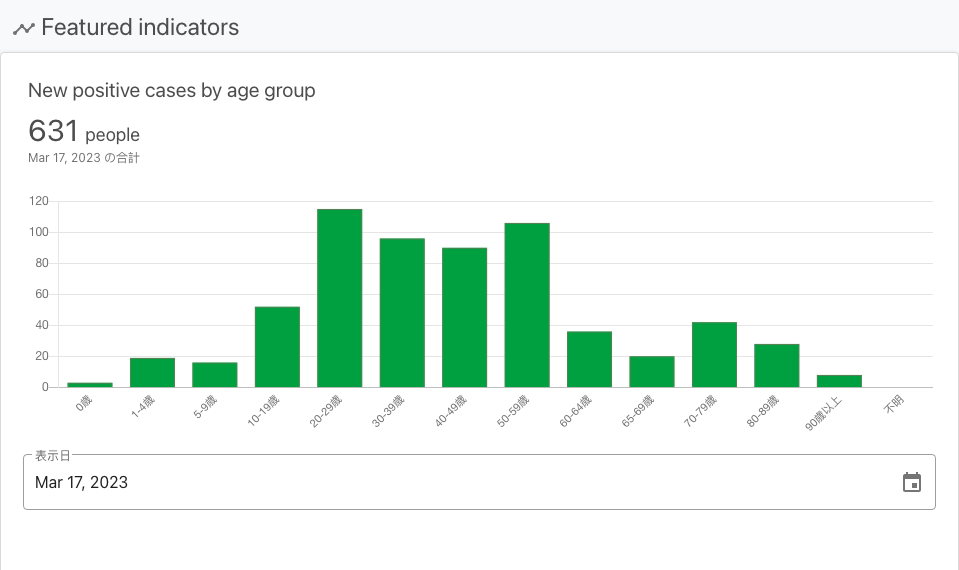 Featured indicators
New positive cases by age group
631 people
Mar 17, 2023 の合計
120
100
80
60
40
20
0
0歳
1-4歳
5-9歳
10-19歳
20-29歳
30-39歳
40-49歳
50-59歳
60-64歳
65-69歳
70-79歳
80-89歳
90歳以上
不明
表示日
Mar 17, 2023